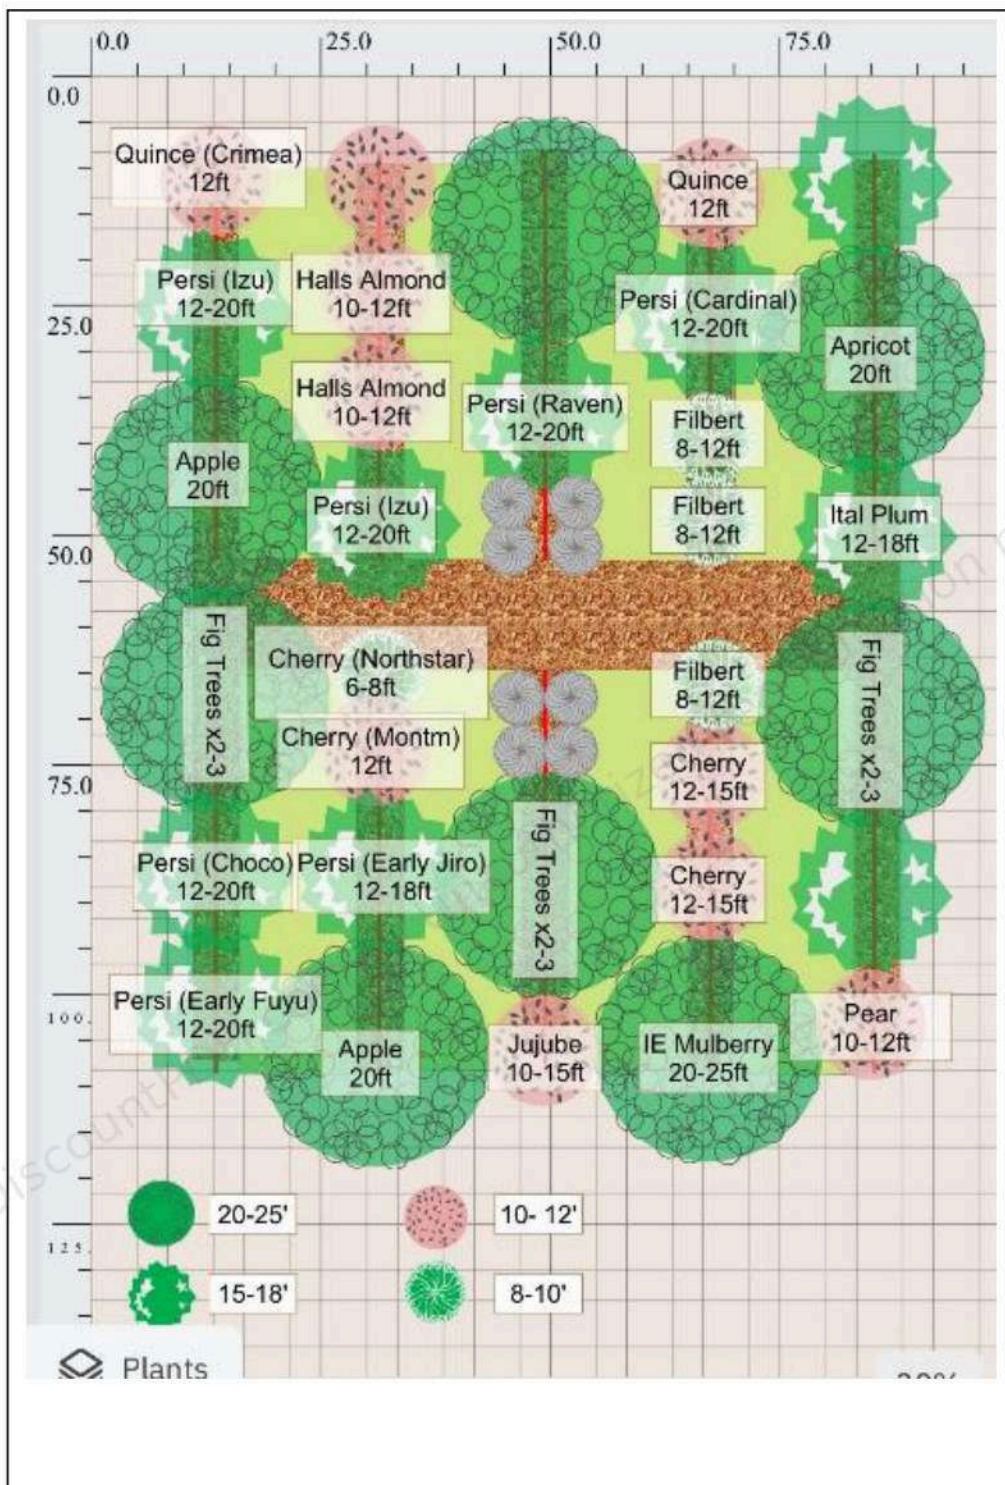 0.0
25.0
50.0
75.0
0.0
Quince (Crimea)
12ft
Quince
12ft
Persi (Izu)
12-20ft
Halls Almond
10-12ft
Persi (Cardinal)
12-20ft
25.0
Apricot
20ft
Halls Almond
10-12ft
Persi (Raven)
12-20ft
Filbert
8-12ft
Apple
20ft
Persi (Izu)
12-20ft
Filbert
8-12ft
Ital Plum
12-18ft
50.0
Fig Trees x2-3
Cherry (Northstar)
6-8ft
Filbert
8-12ft
Fig Trees x2-3
Cherry (Montm)
12ft
Cherry
12-15ft
75.0
Persi (Choco)
12-20ft
Persi (Early Jiro)
12-18ft
Fig Trees x2-3
Cherry
12-15ft
Persi (Early Fuyu)
12-20ft
100.
Apple
20ft
Jujube
10-15ft
IE Mulberry
20-25ft
Pear
10-12ft
20-25'
10- 12'
125.
15-18'
8-10'
Plants